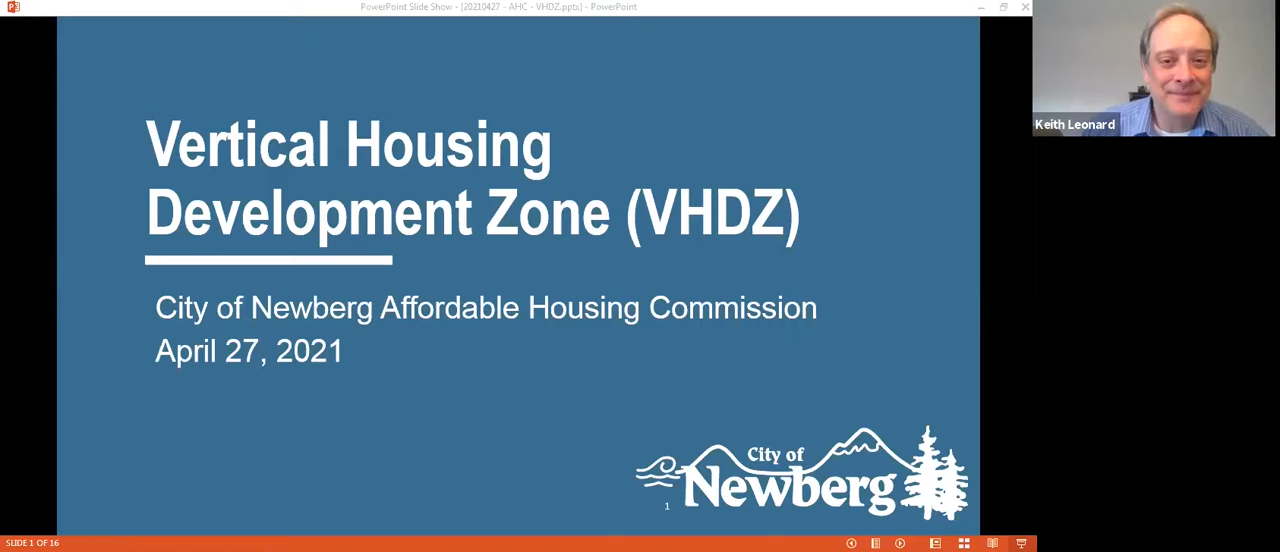 PowerPoint Slide Show - [20210427 - AHC - VHDZ.pptx] - PowerPoint
Keith Leonard
Vertical Housing
Development Zone (VHDZ)
City of Newberg Affordable Housing Commission
April 27, 2021
City of
Newberg
1
SLIDE 1 OF 16